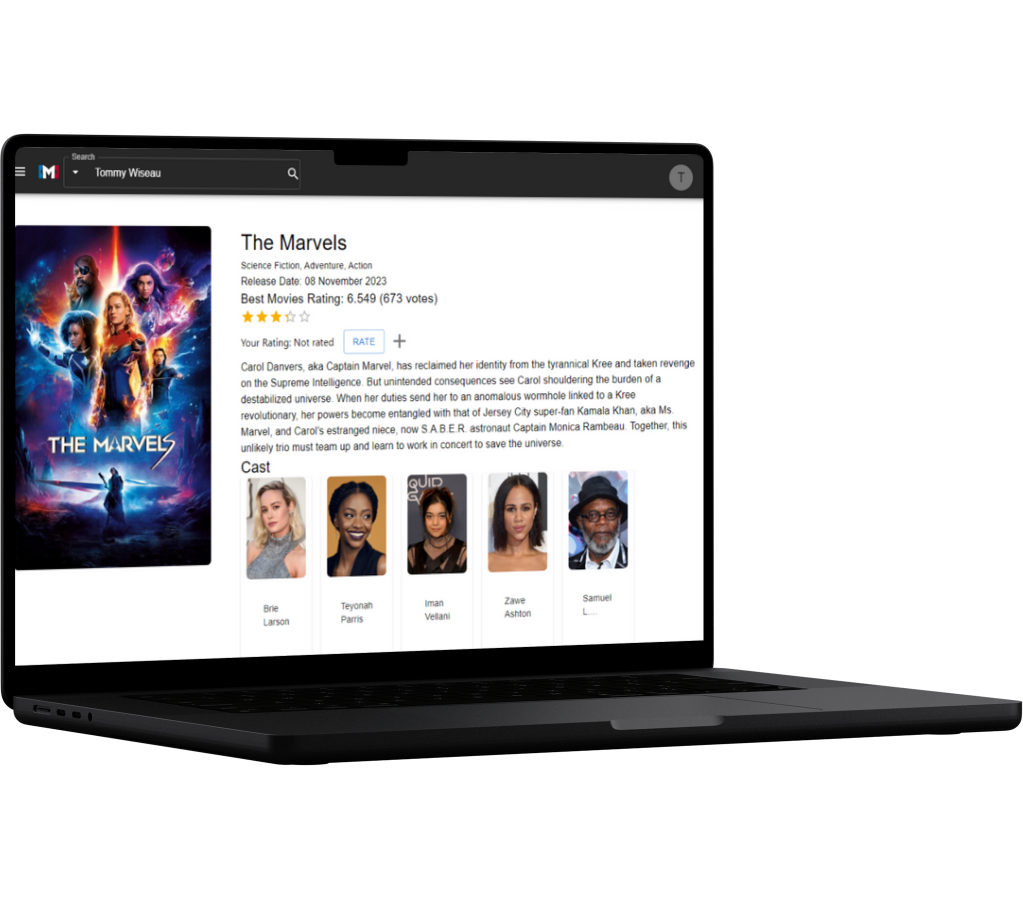 Search
M
Tommy Wiseau
T
The Marvels
Science Fiction, Adventure, Action
Release Date: 08 November 2023
Best Movies Rating: 6.549 (673 votes)
Your Rating: Not rated RATE +
Carol Danvers, aka Captain Marvel, has reclaimed her identity from the tyrannical Kree and taken revenge
on the Supreme Intelligence. But unintended consequences see Carol shouldering the burden of a
destabilized universe. When her duties send her to an anomalous wormhole linked to a Kree
revolutionary, her powers become entangled with that of Jersey City super-fan Kamala Khan, aka Ms.
Marvel, and Carol's estranged niece, now S.A.B.E.R. astronaut Captain Monica Rambeau. Together, this
unlikely trio must team up and learn to work in concert to save the universe.
THE MARVELS
Cast
QUID
Brie
Larson
Teyonah
Parris
Iman
Vellani
Zawe
Ashton
Samuel
L....